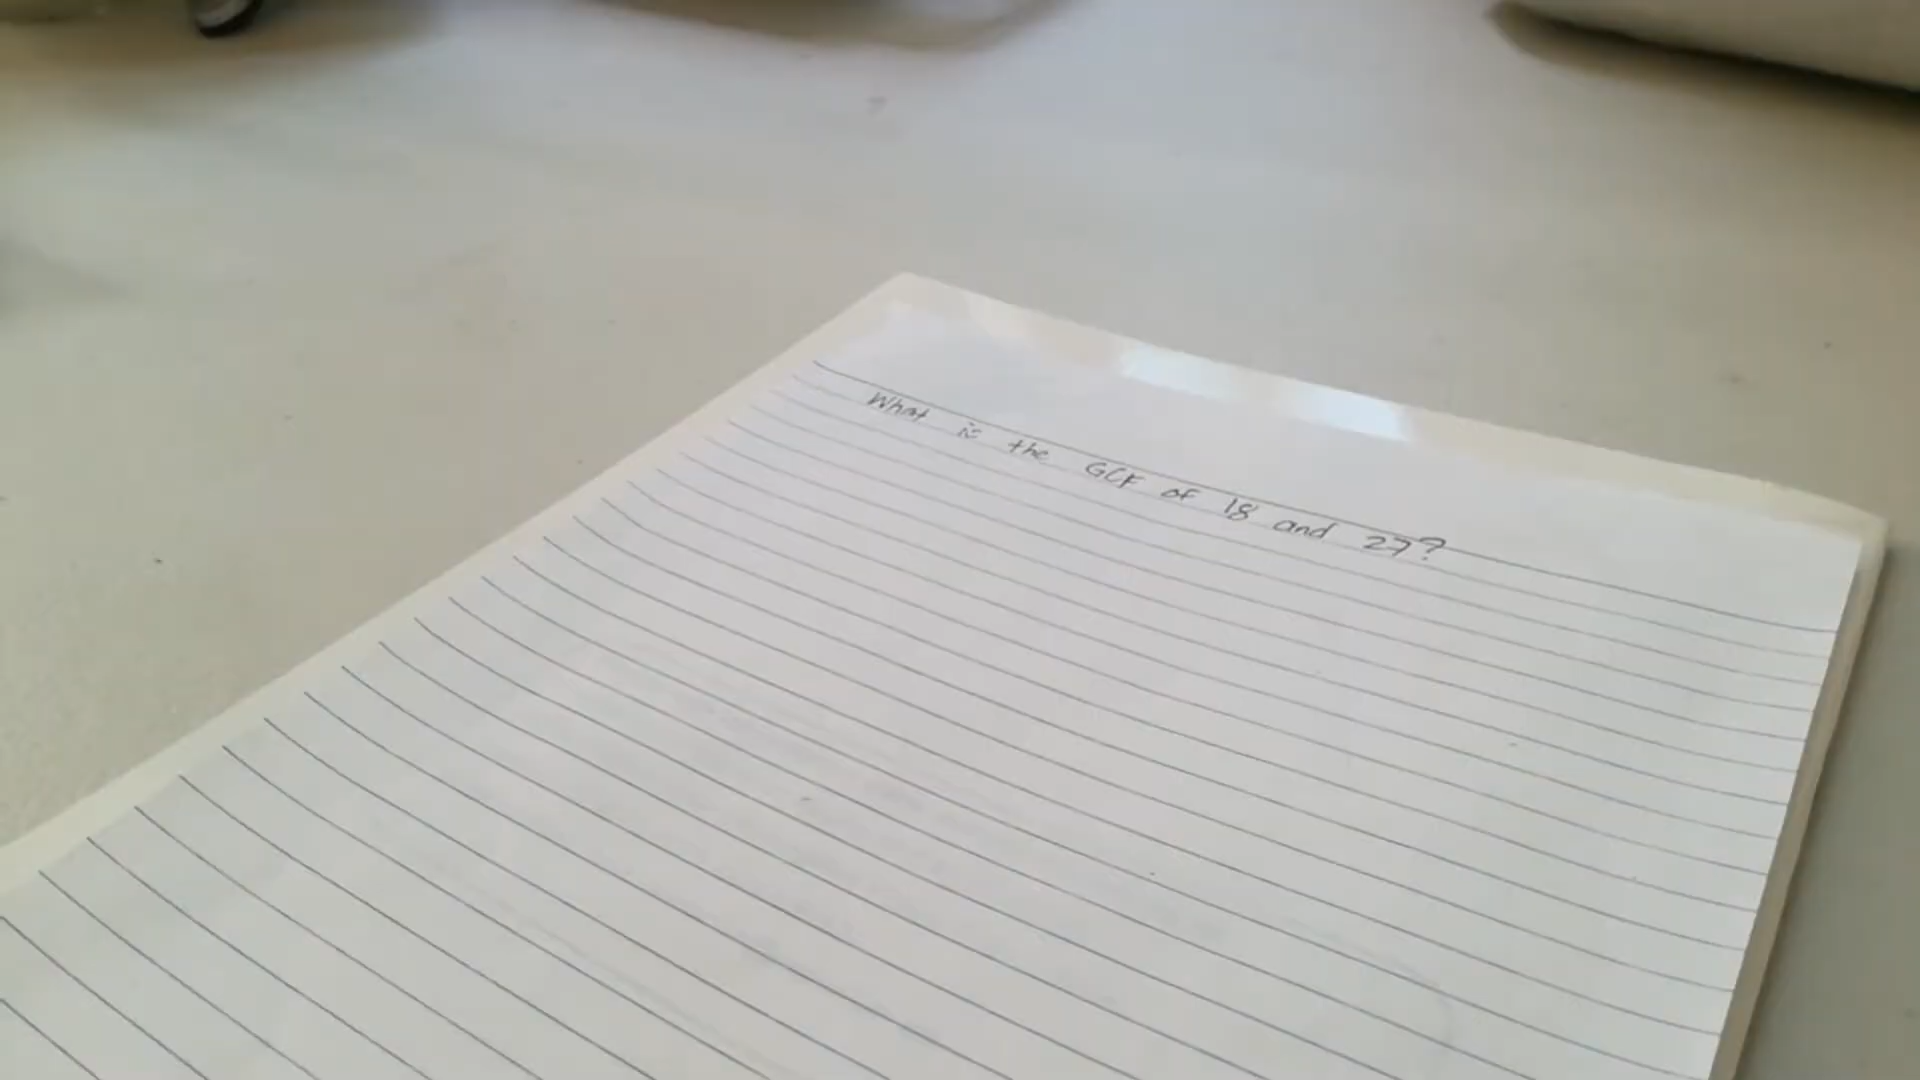 What is the GCF of 18 and 27?